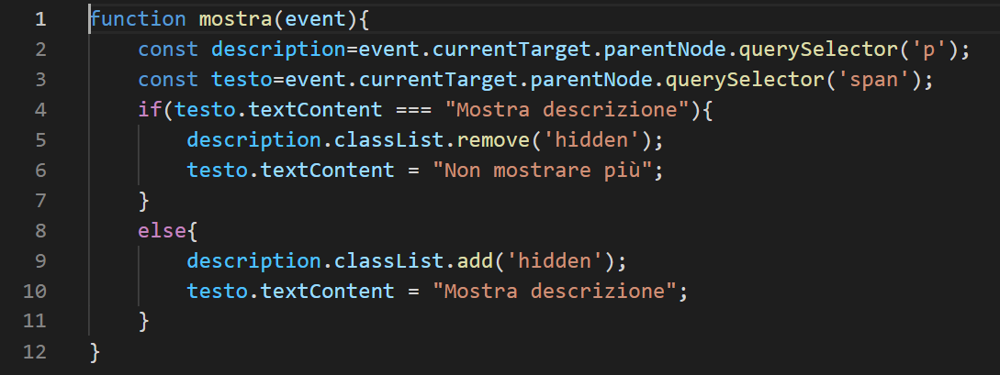 1 function mostra(event){
2     const description=event.currentTarget.parentNode.querySelector('p');
3     const testo=event.currentTarget.parentNode.querySelector('span');
4     if(testo.textContent === "Mostra descrizione"){
5         description.classList.remove('hidden');
6         testo.textContent = "Non mostrare più";
7     }
8     else{
9         description.classList.add('hidden');
10         testo.textContent = "Mostra descrizione";
11     }
12 }